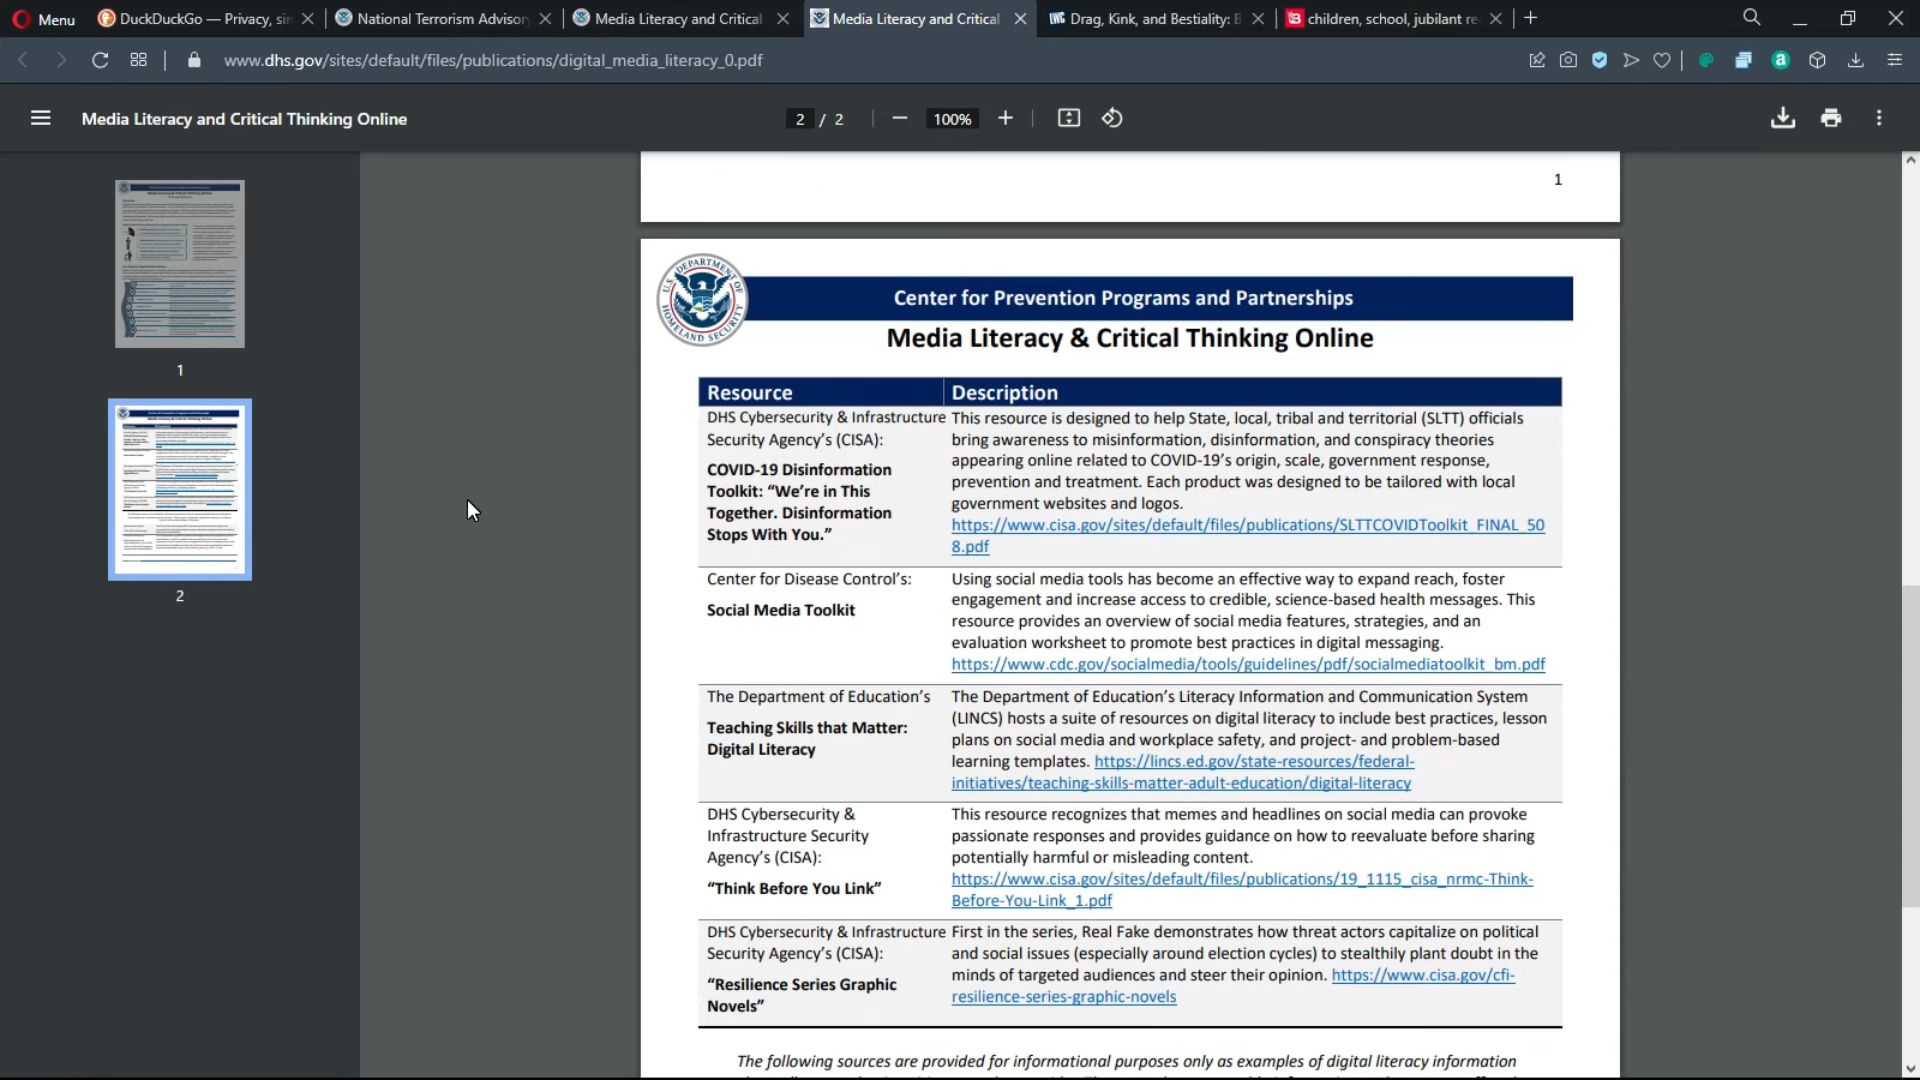 Menu
DuckDuckGo — Privacy, sin
National Terrorism Advisor
Media Literacy and Critical
Media Literacy and Critical
Drag, Kink, and Bestiality: B
children, school, jubilant re
www.dhs.gov/sites/default/files/publications/digital_media_literacy_0.pdf
Media Literacy and Critical Thinking Online
2 / 2
100%
1
2
1
U.S. DEPARTMENT OF HOMELAND SECURITY
Center for Prevention Programs and Partnerships
Media Literacy & Critical Thinking Online
Resource
Description
DHS Cybersecurity & Infrastructure
Security Agency's (CISA):
COVID-19 Disinformation
Toolkit: “We’re in This
Together. Disinformation
Stops With You.”
This resource is designed to help State, local, tribal and territorial (SLTT) officials
bring awareness to misinformation, disinformation, and conspiracy theories
appearing online related to COVID-19’s origin, scale, government response,
prevention and treatment. Each product was designed to be tailored with local
government websites and logos.
https://www.cisa.gov/sites/default/files/publications/SLTTCOVIDToolkit_FINAL_50
8.pdf
Center for Disease Control’s:
Social Media Toolkit
Using social media tools has become an effective way to expand reach, foster
engagement and increase access to credible, science-based health messages. This
resource provides an overview of social media features, strategies, and an
evaluation worksheet to promote best practices in digital messaging.
https://www.cdc.gov/socialmedia/tools/guidelines/pdf/socialmediatoolkit_bm.pdf
The Department of Education’s
Teaching Skills that Matter:
Digital Literacy
The Department of Education’s Literacy Information and Communication System
(LINCS) hosts a suite of resources on digital literacy to include best practices, lesson
plans on social media and workplace safety, and project- and problem-based
learning templates. https://lincs.ed.gov/state-resources/federal-
initiatives/teaching-skills-matter-adult-education/digital-literacy
DHS Cybersecurity &
Infrastructure Security
Agency’s (CISA):
“Think Before You Link”
This resource recognizes that memes and headlines on social media can provoke
passionate responses and provides guidance on how to reevaluate before sharing
potentially harmful or misleading content.
https://www.cisa.gov/sites/default/files/publications/19_1115_cisa_nrmc-Think-
Before-You-Link_1.pdf
DHS Cybersecurity & Infrastructure
Security Agency’s (CISA):
“Resilience Series Graphic
Novels”
First in the series, Real Fake demonstrates how threat actors capitalize on political
and social issues (especially around election cycles) to stealthily plant doubt in the
minds of targeted audiences and steer their opinion. https://www.cisa.gov/cfi-
resilience-series-graphic-novels
The following sources are provided for informational purposes only as examples of digital literacy information